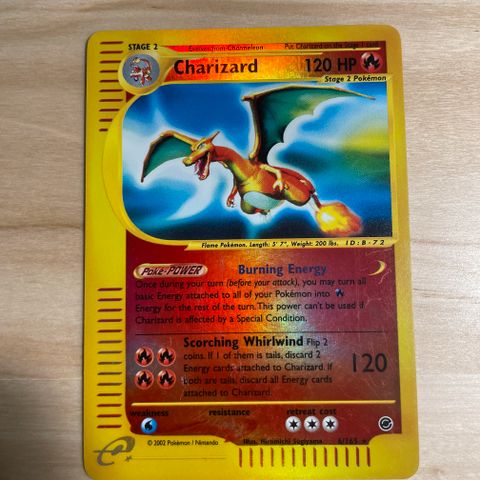 STAGE 2
Evolves from Charmeleon
Put Charizard on the Stage 1 card
Charizard 120 HP
Stage 2 Pokémon
Flame Pokémon. Length: 5' 7", Weight: 200 lbs. ID:B-72
Poké-POWER Burning Energy
Once during your turn (before your attack), you may turn all
basic Energy attached to all of your Pokémon into
Energy for the rest of the turn. This power can't be used if
Charizard is affected by a Special Condition.
Scorching Whirlwind Flip 2
coins. If 1 of them is tails, discard 2
Energy cards attached to Charizard. If
both are tails, discard all Energy cards
attached to Charizard.
120
weakness resistance retreat cost
e
© 2002 Pokémon / Nintendo Illus. Hiromichi Sugiyama 6/165 ★